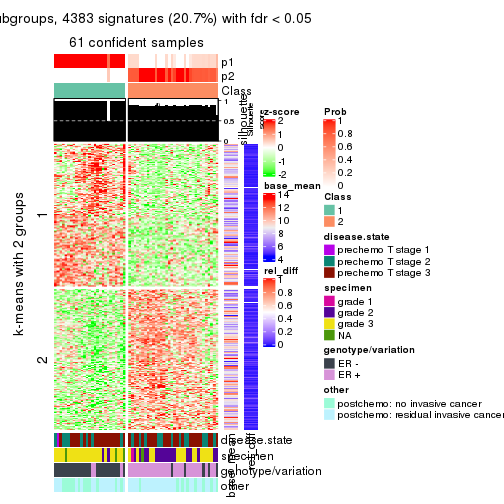 ubgroups, 4383 signatures (20.7%) with fdr < 0.05
61 confident samples
p1
p2
Class
1
0.5
0
silhouette
k-means with 2 groups
1
2
z-score
2
1
0
-1
-2
base_mean
14
12
10
8
6
4
rel_diff
1
0.8
0.6
0.4
0.2
0
Prob
1
0.8
0.6
0.4
0.2
0
Class
1
2
disease.state
prechemo T stage 1
prechemo T stage 2
prechemo T stage 3
specimen
grade 1
grade 2
grade 3
NA
genotype/variation
ER -
ER +
other
postchemo: no invasive cancer
postchemo: residual invasive cancer
disease.state
specimen
genotype/variation
other
base_mean
rel_diff